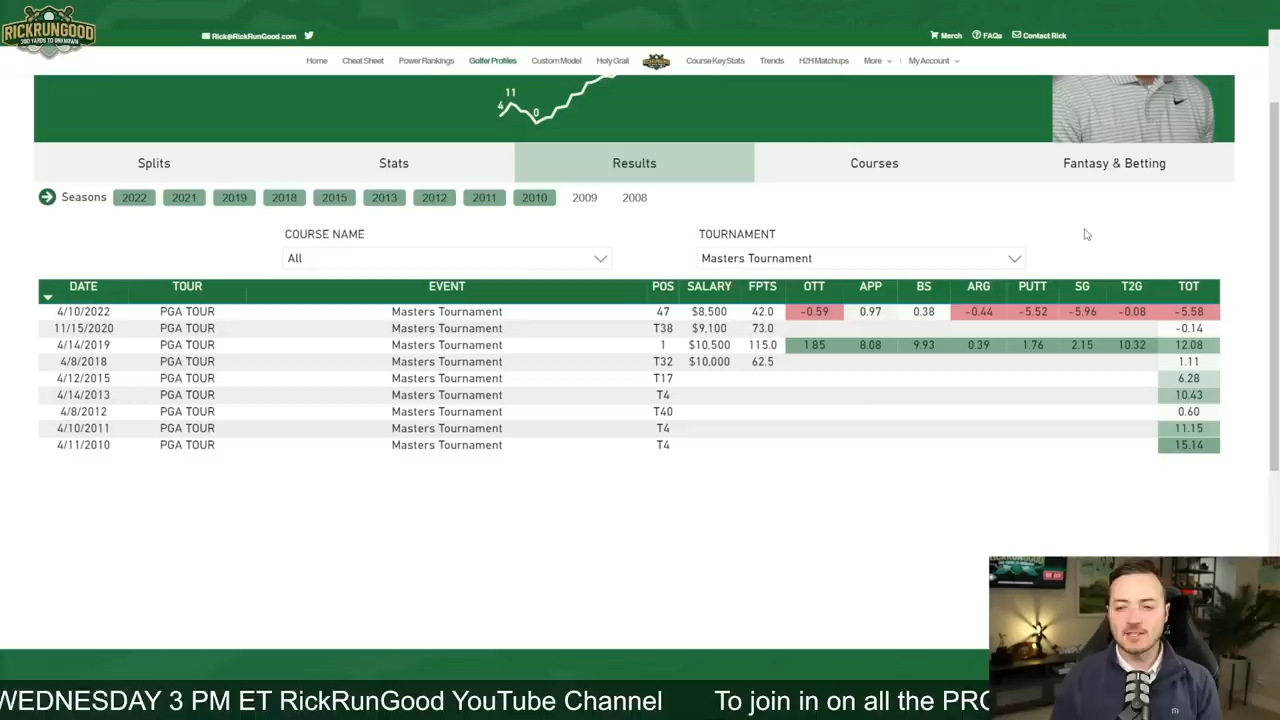 RICKRUNGOOD
300 YARDS TO UNKNOWN
Rick@RickRunGood.com
Merch FAQs Contact Rick
Home Cheat Sheet Power Rankings Golfer Profiles Custom Model Holy Grail Course Key Stats Trends H2H Matchups More My Account
11
4
0
Splits Stats Results Courses Fantasy & Betting
Seasons 2022 2021 2019 2018 2015 2013 2012 2011 2010 2009 2008
COURSE NAME TOURNAMENT
All Masters Tournament
DATE TOUR EVENT POS SALARY FPTS OTT APP BS ARG PUTT SG T2G TOT
4/10/2022 PGA TOUR Masters Tournament 47 $8,500 42.0 -0.59 0.97 0.38 -0.44 -5.52 -5.96 -0.08 -5.58
11/15/2020 PGA TOUR Masters Tournament T38 $9,100 73.0 -0.14
4/14/2019 PGA TOUR Masters Tournament 1 $10,500 115.0 1.85 8.08 9.93 0.39 1.76 2.15 10.32 12.08
4/8/2018 PGA TOUR Masters Tournament T32 $10,000 62.5 1.11
4/12/2015 PGA TOUR Masters Tournament T17 6.28
4/14/2013 PGA TOUR Masters Tournament T4 10.43
4/8/2012 PGA TOUR Masters Tournament T40 0.60
4/10/2011 PGA TOUR Masters Tournament T4 11.15
4/11/2010 PGA TOUR Masters Tournament T4 15.14
WEDNESDAY 3 PM ET RickRunGood YouTube Channel To join in on all the PRO